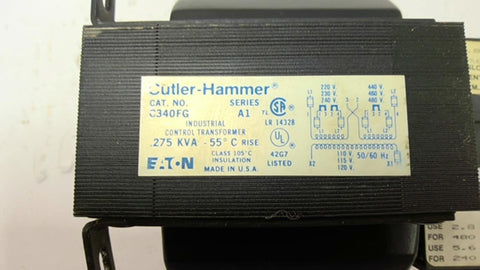 Cutler-Hammer®
CAT. NO. SERIES
C340FG A1
INDUSTRIAL
CONTROL TRANSFORMER
.275 KVA - 55°C RISE
CLASS 105°C
INSULATION
EATON MADE IN U.S.A.
LR 14328
UL
42G7
LISTED
220 V. 440 V.
230 V. 460 V.
240 V. 480 V.
110 V.
115 V.
120 V.
50/60 Hz
X2 X1
USE 2.8
FOR 480
USE 5.6
FOR 240